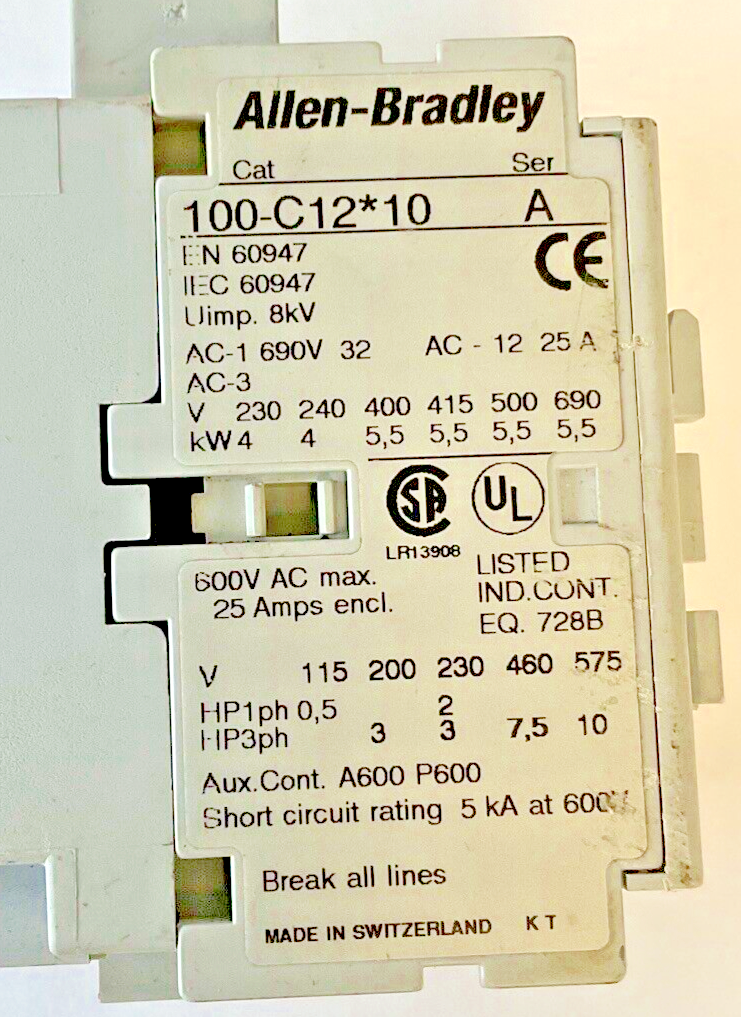 Allen-Bradley
Cat Ser
100-C12*10 A
EN 60947
IEC 60947
CE
Uimp. 8kV
AC-1 690V 32 AC - 12 25 A
AC-3
V 230 240 400 415 500 690
kW 4 4 5,5 5,5 5,5 5,5
SA UL
LR13908
LISTED
IND.CONT.
EQ. 728B
600V AC max.
25 Amps encl.
V 115 200 230 460 575
HP1ph 0,5 2
HP3ph 3 3 7,5 10
Aux.Cont. A600 P600
Short circuit rating 5 kA at 600V
Break all lines
MADE IN SWITZERLAND K T